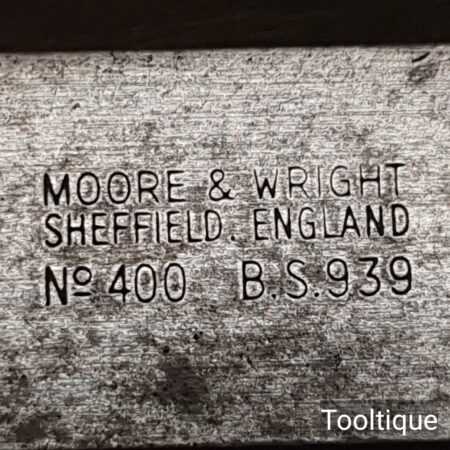 MOORE & WRIGHT
SHEFFIELD. ENGLAND
Nº 400 B.S.939
Tooltique